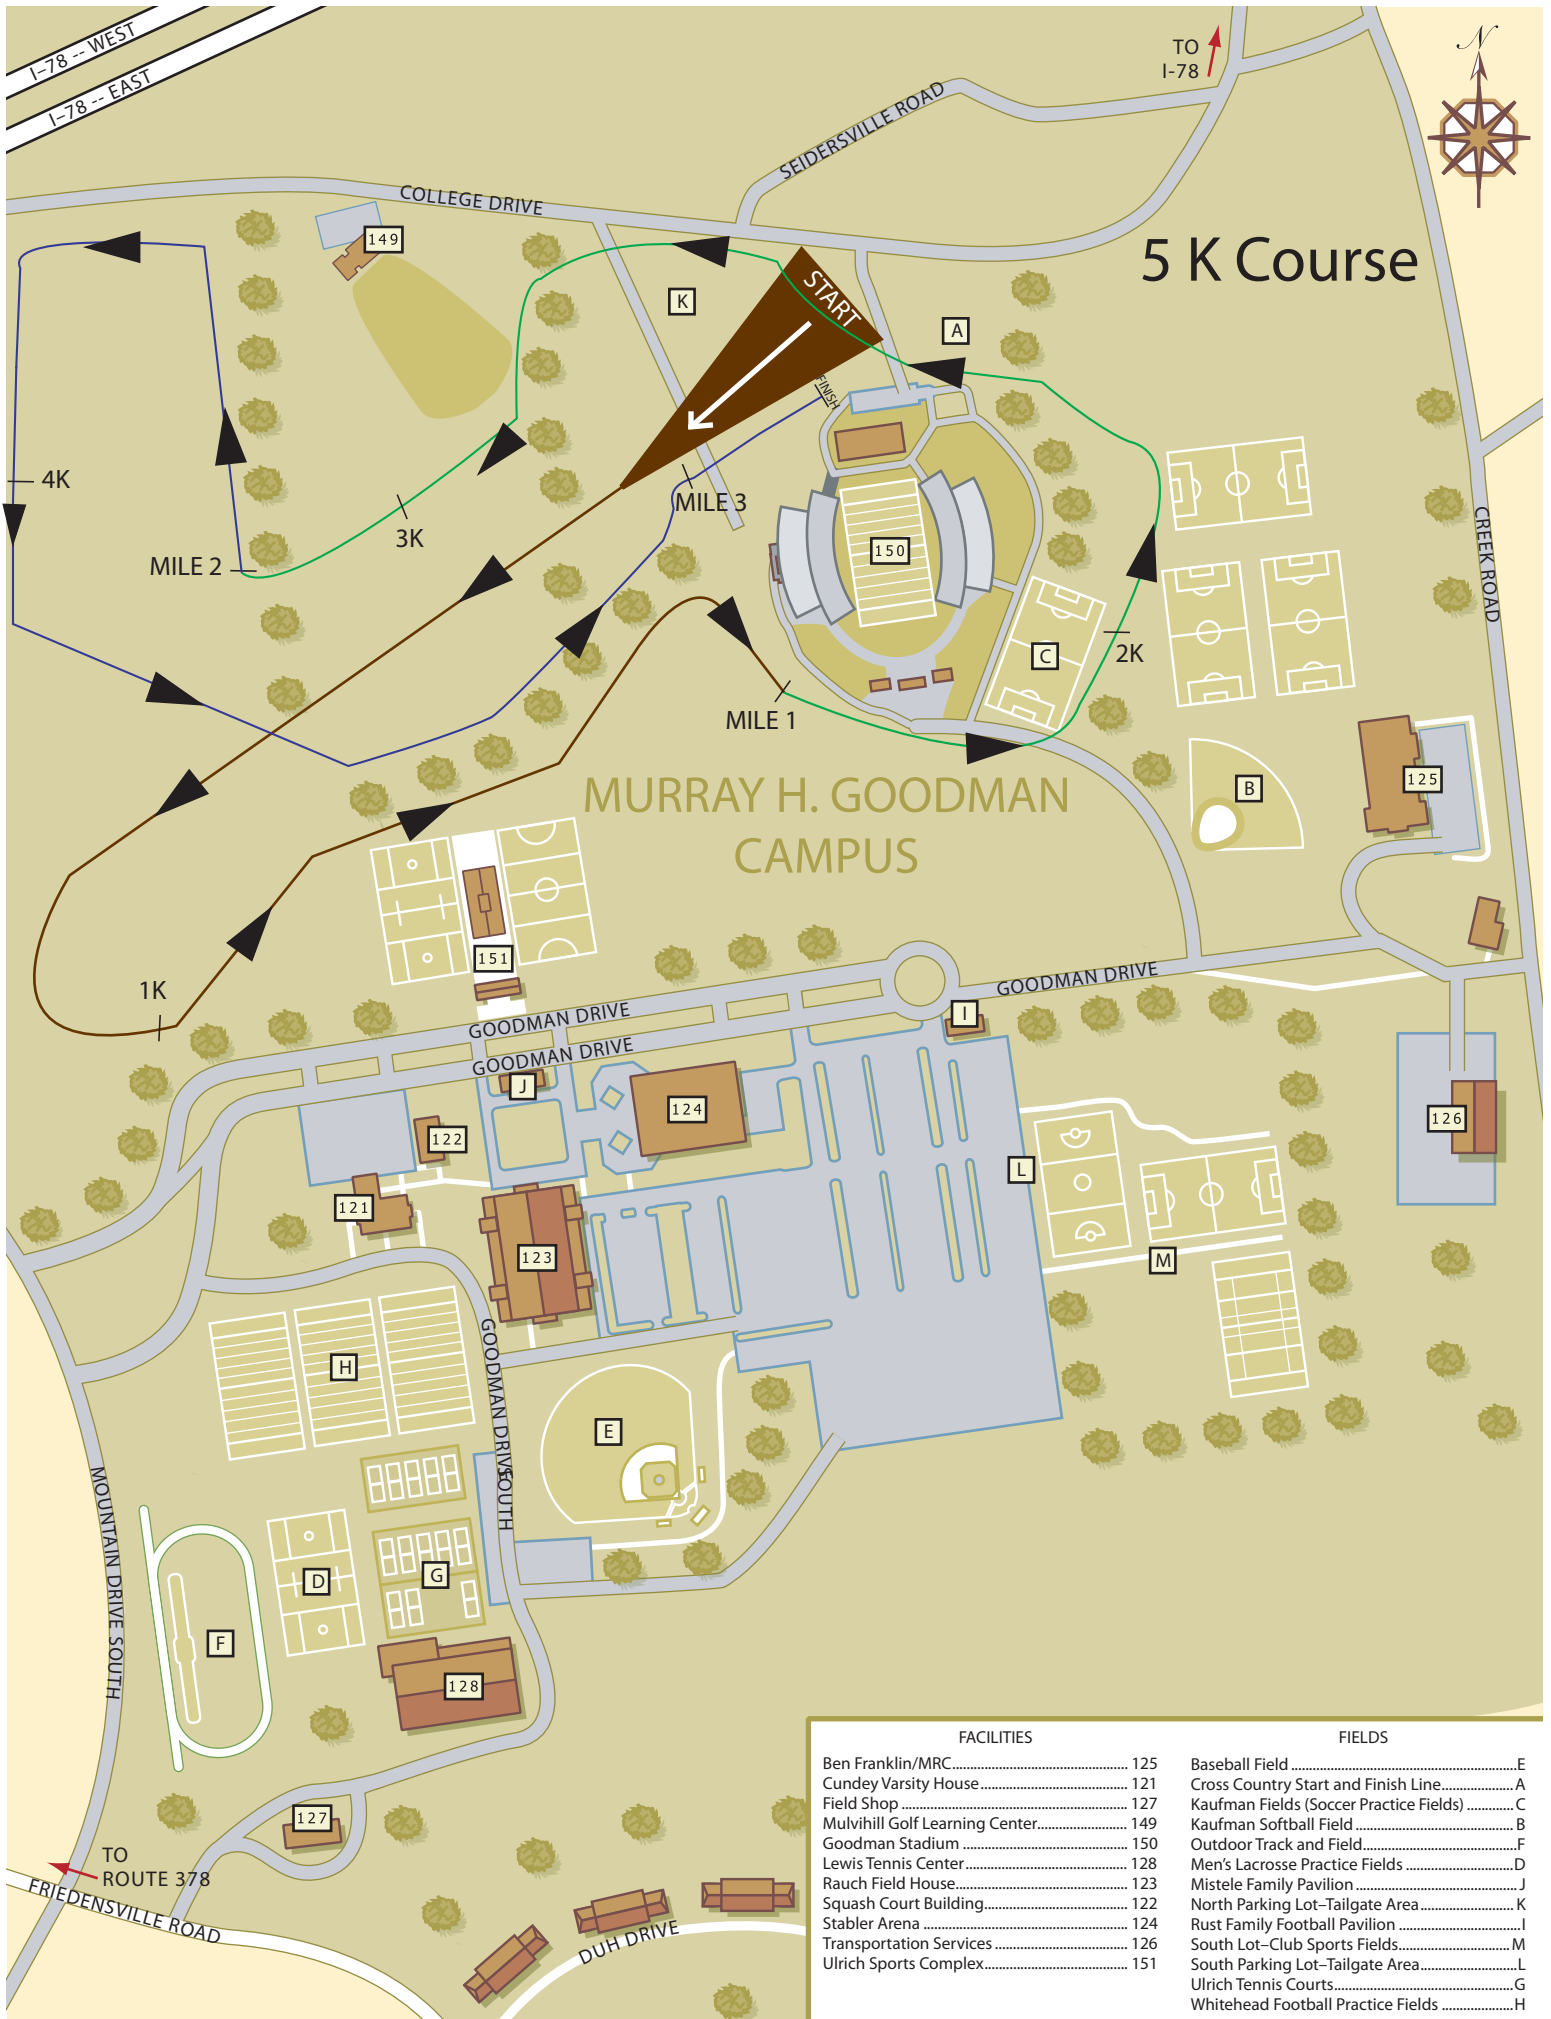 I–78 -- WEST
I–78 -- EAST
TO
I-78
N
SEIDERSVILLE ROAD
COLLEGE DRIVE
5 K Course
149
K
START
A
FINISH
4K
3K
MILE 2
MILE 3
150
CREEK ROAD
C
2K
MILE 1
MURRAY H. GOODMAN
CAMPUS
B
125
151
1K
GOODMAN DRIVE
GOODMAN DRIVE
GOODMAN DRIVE
I
J
124
122
126
121
L
123
M
GOODMAN DRIVE SOUTH
H
E
MOUNTAIN DRIVE SOUTH
D
G
F
128
127
TO
ROUTE 378
FRIEDENSVILLE ROAD
DUH DRIVE
FACILITIES
Ben Franklin/MRC 125
Cundey Varsity House 121
Field Shop 127
Mulvihill Golf Learning Center 149
Goodman Stadium 150
Lewis Tennis Center 128
Rauch Field House 123
Squash Court Building 122
Stabler Arena 124
Transportation Services 126
Ulrich Sports Complex 151
FIELDS
Baseball Field E
Cross Country Start and Finish Line A
Kaufman Fields (Soccer Practice Fields) C
Kaufman Softball Field B
Outdoor Track and Field F
Men's Lacrosse Practice Fields D
Mistele Family Pavilion J
North Parking Lot–Tailgate Area K
Rust Family Football Pavilion I
South Lot–Club Sports Fields M
South Parking Lot–Tailgate Area L
Ulrich Tennis Courts G
Whitehead Football Practice Fields H